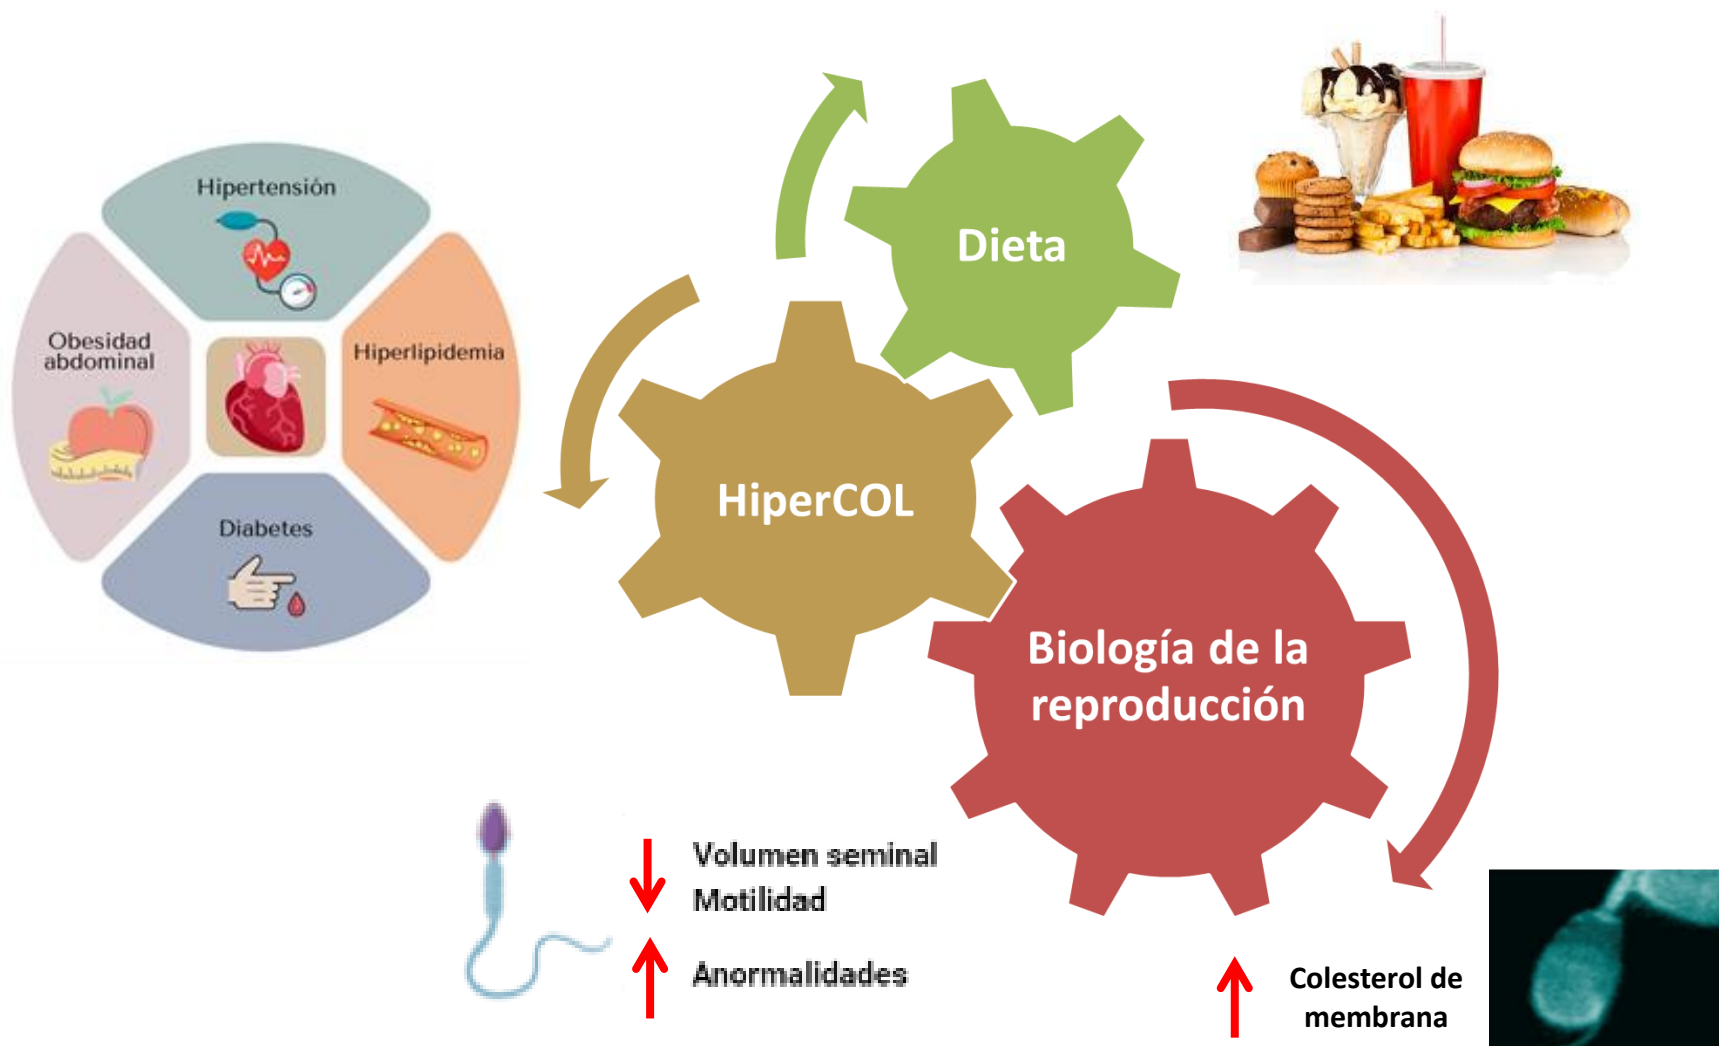 Hipertensión
Obesidad
abdominal
Hiperlipidemia
Diabetes
Dieta
HiperCOL
Biología de la
reproducción
Volumen seminal
Motilidad
Anormalidades
Colesterol de
membrana